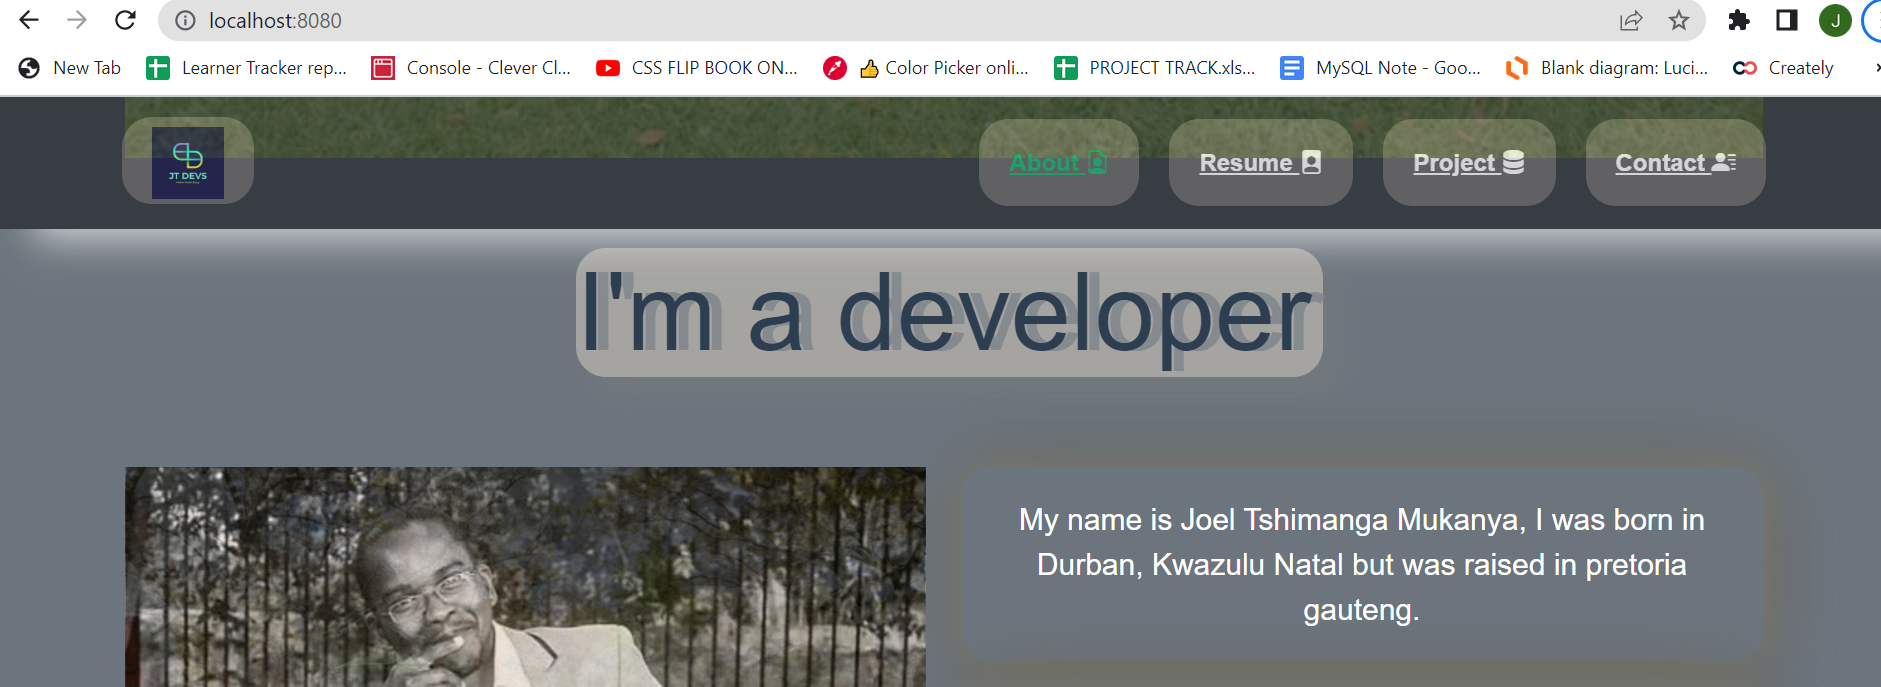 localhost:8080
J
New Tab
Learner Tracker rep...
Console - Clever Cl...
CSS FLIP BOOK ON...
Color Picker onli...
PROJECT TRACK.xls...
MySQL Note - Goo...
Blank diagram: Luci...
Creately
JT DEVS
About
Resume
Project
Contact
I"m a developer
My name is Joel Tshimanga Mukanya, I was born in
Durban, Kwazulu Natal but was raised in pretoria
gauteng.